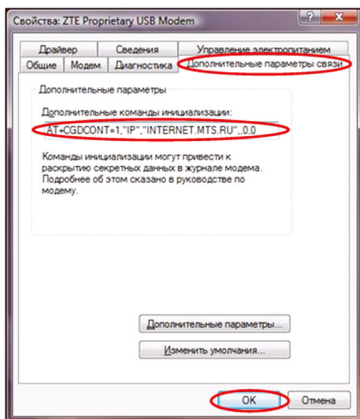 Свойства: ZTE Proprietary USB Modem
Драйвер Сведения Управление электропитанием
Общие Модем Диагностика Дополнительные параметры связи
Дополнительные параметры
Дополнительные команды инициализации:
AT+CGDCONT=1,"IP","INTERNET.MTS.RU",,0,0
Команды инициализации могут привести к
раскрытию секретных данных в журнале модема.
Подробнее об этом сказано в руководстве по
модему.
Дополнительные параметры...
Изменить умолчания...
OK Отмена